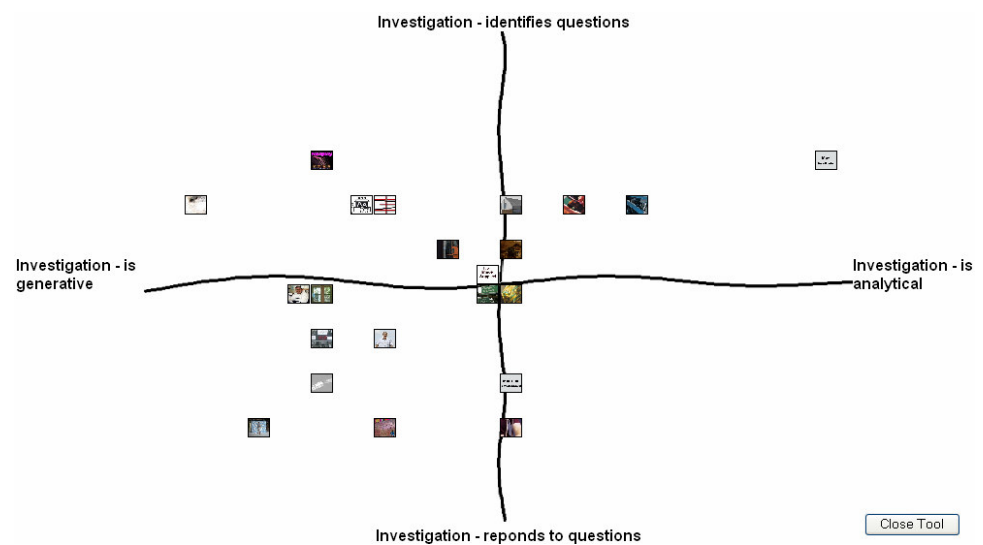 Investigation - identifies questions
Investigation - is
generative
Investigation - is
analytical
Investigation - reponds to questions
Close Tool